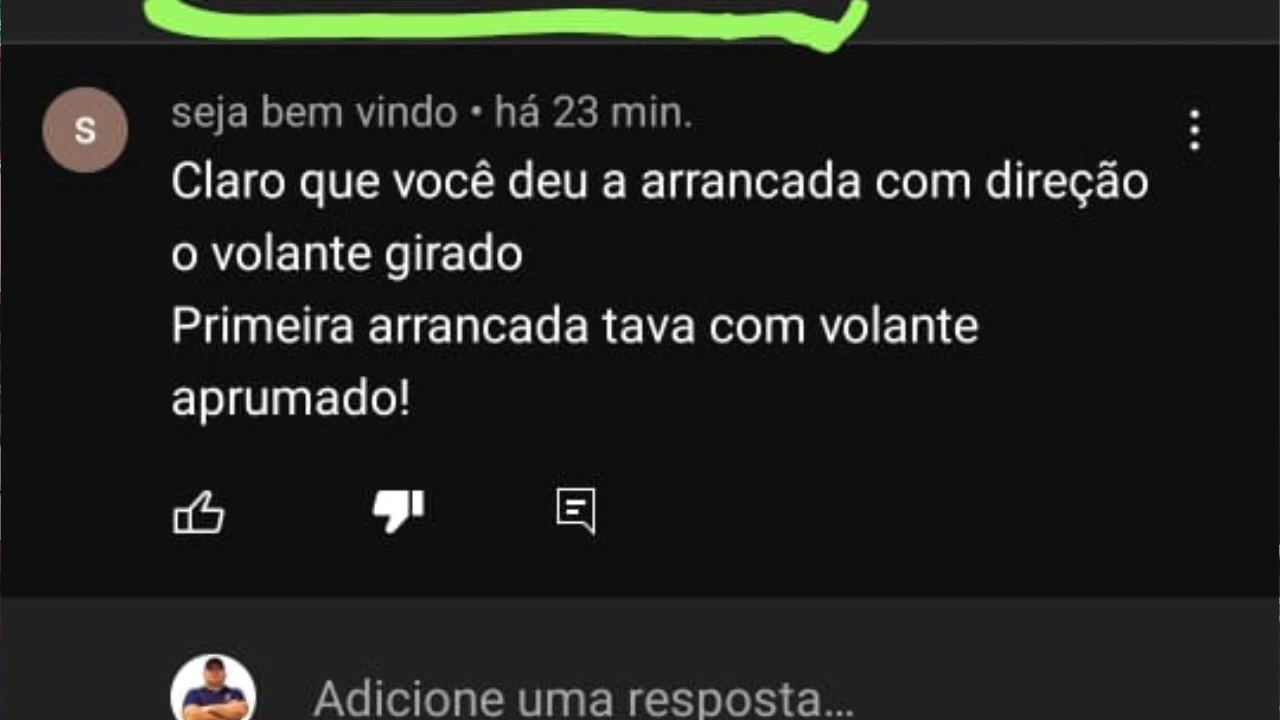 S
seja bem vindo • há 23 min.
Claro que você deu a arrancada com direção
o volante girado
Primeira arrancada tava com volante
aprumado!
Adicione uma resposta...